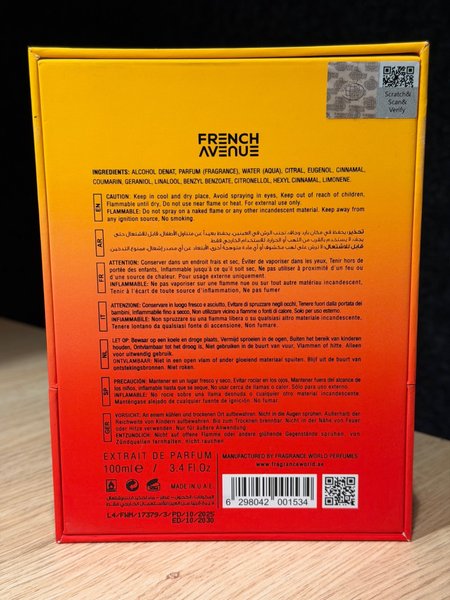 Scratch&
Scan&
Verify
FRENCH
AVENUE
INGREDIENTS: ALCOHOL DENAT, PARFUM (FRAGRANCE), WATER (AQUA), CITRAL, EUGENOL, CINNAMAL,
COUMARIN, GERANIOL, LINALOOL, BENZYL BENZOATE, CITRONELLOL, HEXYL CINNAMAL, LIMONENE.
EN
CAUTION: Keep in cool and dry place. Avoid spraying in eyes. Keep out of reach of children,
Flammable until dry. Do not use near flame or heat. For external use only.
FLAMMABLE: Do not spray on a naked flame or any other incandescent material. Keep away from
any ignition source, No smoking.
AR
FR
ATTENTION: Conserver dans un endroit frais et sec, Éviter de vaporiser dans les yeux, Tenir hors de
portée des enfants, Inflammable jusqu'à ce qu'il soit sec, Ne pas utiliser à proximité d'un feu ou
d'une source de chaleur. Pour usage externe uniquement.
INFLAMMABLE: Ne pas vaporiser sur une flamme nue ou sur tout autre matériau incandescent,
Tenir à l'écart de toute source d'inflammation, Ne pas fumer
IT
ATTENZIONE: Conservare in luogo fresco e asciutto, Evitare di spruzzare negli occhi, Tenere fuori dalla portata dei
bambini, Infiammabile fino a secco, Non utilizzare vicino a fiamme o fonti di calore, Solo per uso esterno.
INFIAMMABILE: Non spruzzare su una fiamma libera o su qualsiasi altro materiale incandescente,
Tenere lontano da qualsiasi fonte di accensione, Non fumare.
NL
LET OP: Bewaar op een koele en droge plaats, Vermijd sproeien in de ogen, Buiten het bereik van kinderen
houden, Ontvlambaar tot het droog is, Niet gebruiken in de buurt van vlammen of hitte, Alleen
voor uitwendig gebruik.
ONTVLAMBAAR: Niet in een open vlam of ander gloeiend materiaal spuiten, Blijf uit de buurt van
ontstekingsbronnen, Niet roken.
SP
PRECAUCIÓN: Mantener en un lugar fresco y seco, Evitar rociar en los ojos, Mantener fuera del alcance de
los niños, inflamable hasta que se seque, No usar cerca de llamas o calor, Sólo para uso externo.
INFLAMABLE: No rocíe sobre una llama desnuda o cualquier otro material incandescente,
Manténgase alejado de cualquier fuente de ignición, No fumar.
GER
VORSICHT: An einem kühlen und trockenen Ort aufbewahren, Nicht in die Augen sprühen, Außerhalb der
Reichweite von Kindern aufbewahren, Bis zum Trocknen brennbar, Nicht in der Nähe von Feuer
oder Hitze verwenden, Nur für äußere Anwendung
ENTZÜNDLICH: Nicht auf offene Flammen oder andere glühende Gegenstände sprühen, Von
Zündquellen fernhalten, Nicht rauchen.
EXTRAIT DE PARFUM
100ml e / 3.4 Fl.Oz
MADE IN U.A.E.
L4/FWH/17379/3/PD/10/2025
ED/10/2030
MANUFACTURED BY FRAGRANCE WORLD PERFUMES
www.fragranceworld.ae
6 298042 001534